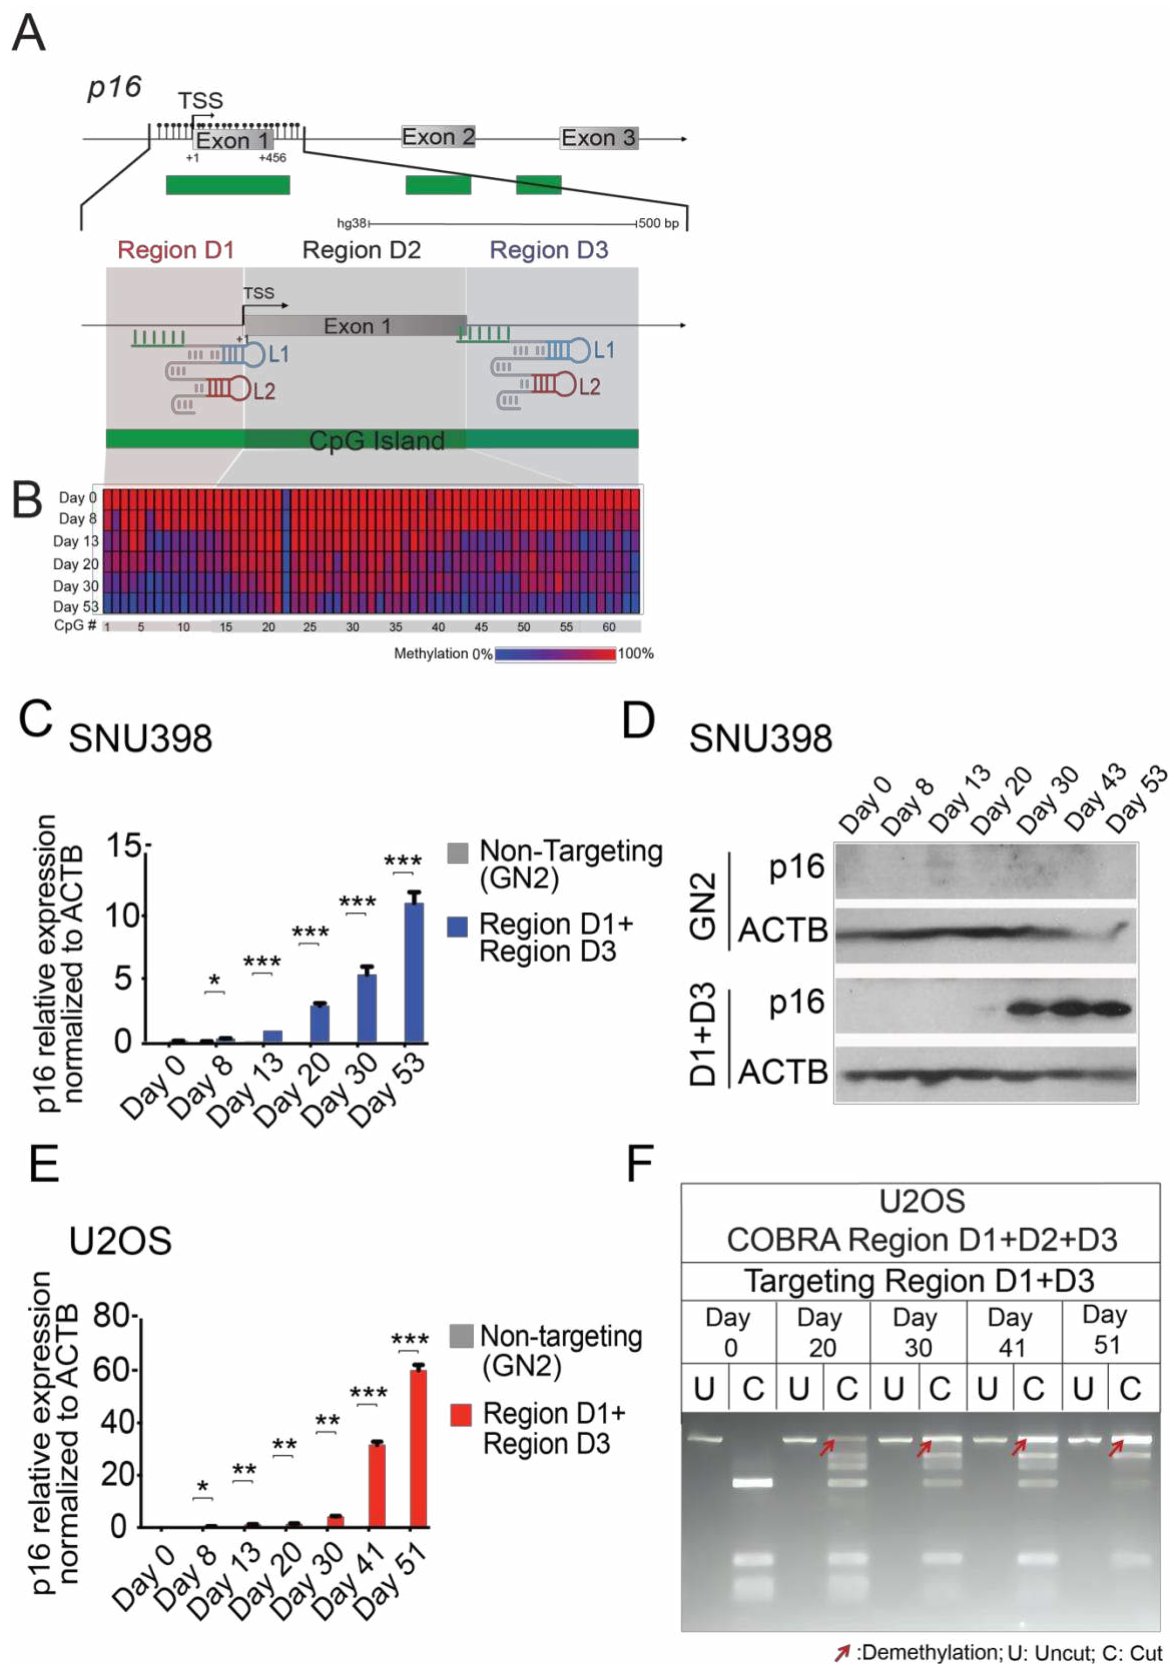 A
p16
TSS
Exon 1
Exon 2
Exon 3
+1
+456
hg38
500 bp
Region D1
Region D2
Region D3
TSS
Exon 1
+1
L1
L2
L1
L2
CpG Island
B
Day 0
Day 8
Day 13
Day 20
Day 30
Day 53
CpG # 1 5 10 15 20 25 30 35 40 45 50 55 60
Methylation 0% 100%
C
SNU398
p16 relative expression
normalized to ACTB
15
10
5
0
*
***
***
***
***
Day 0
Day 8
Day 13
Day 20
Day 30
Day 53
Non-Targeting
(GN2)
Region D1+
Region D3
D
SNU398
Day 0
Day 8
Day 13
Day 20
Day 30
Day 43
Day 53
GN2
p16
ACTB
D1+D3
p16
ACTB
E
U2OS
p16 relative expression
normalized to ACTB
80
60
40
20
0
*
**
**
**
***
***
Day 0
Day 8
Day 13
Day 20
Day 30
Day 41
Day 51
Non-targeting
(GN2)
Region D1+
Region D3
F
U2OS
COBRA Region D1+D2+D3
Targeting Region D1+D3
Day Day Day Day Day
0 20 30 41 51
U C U C U C U C U C
:Demethylation; U: Uncut; C: Cut